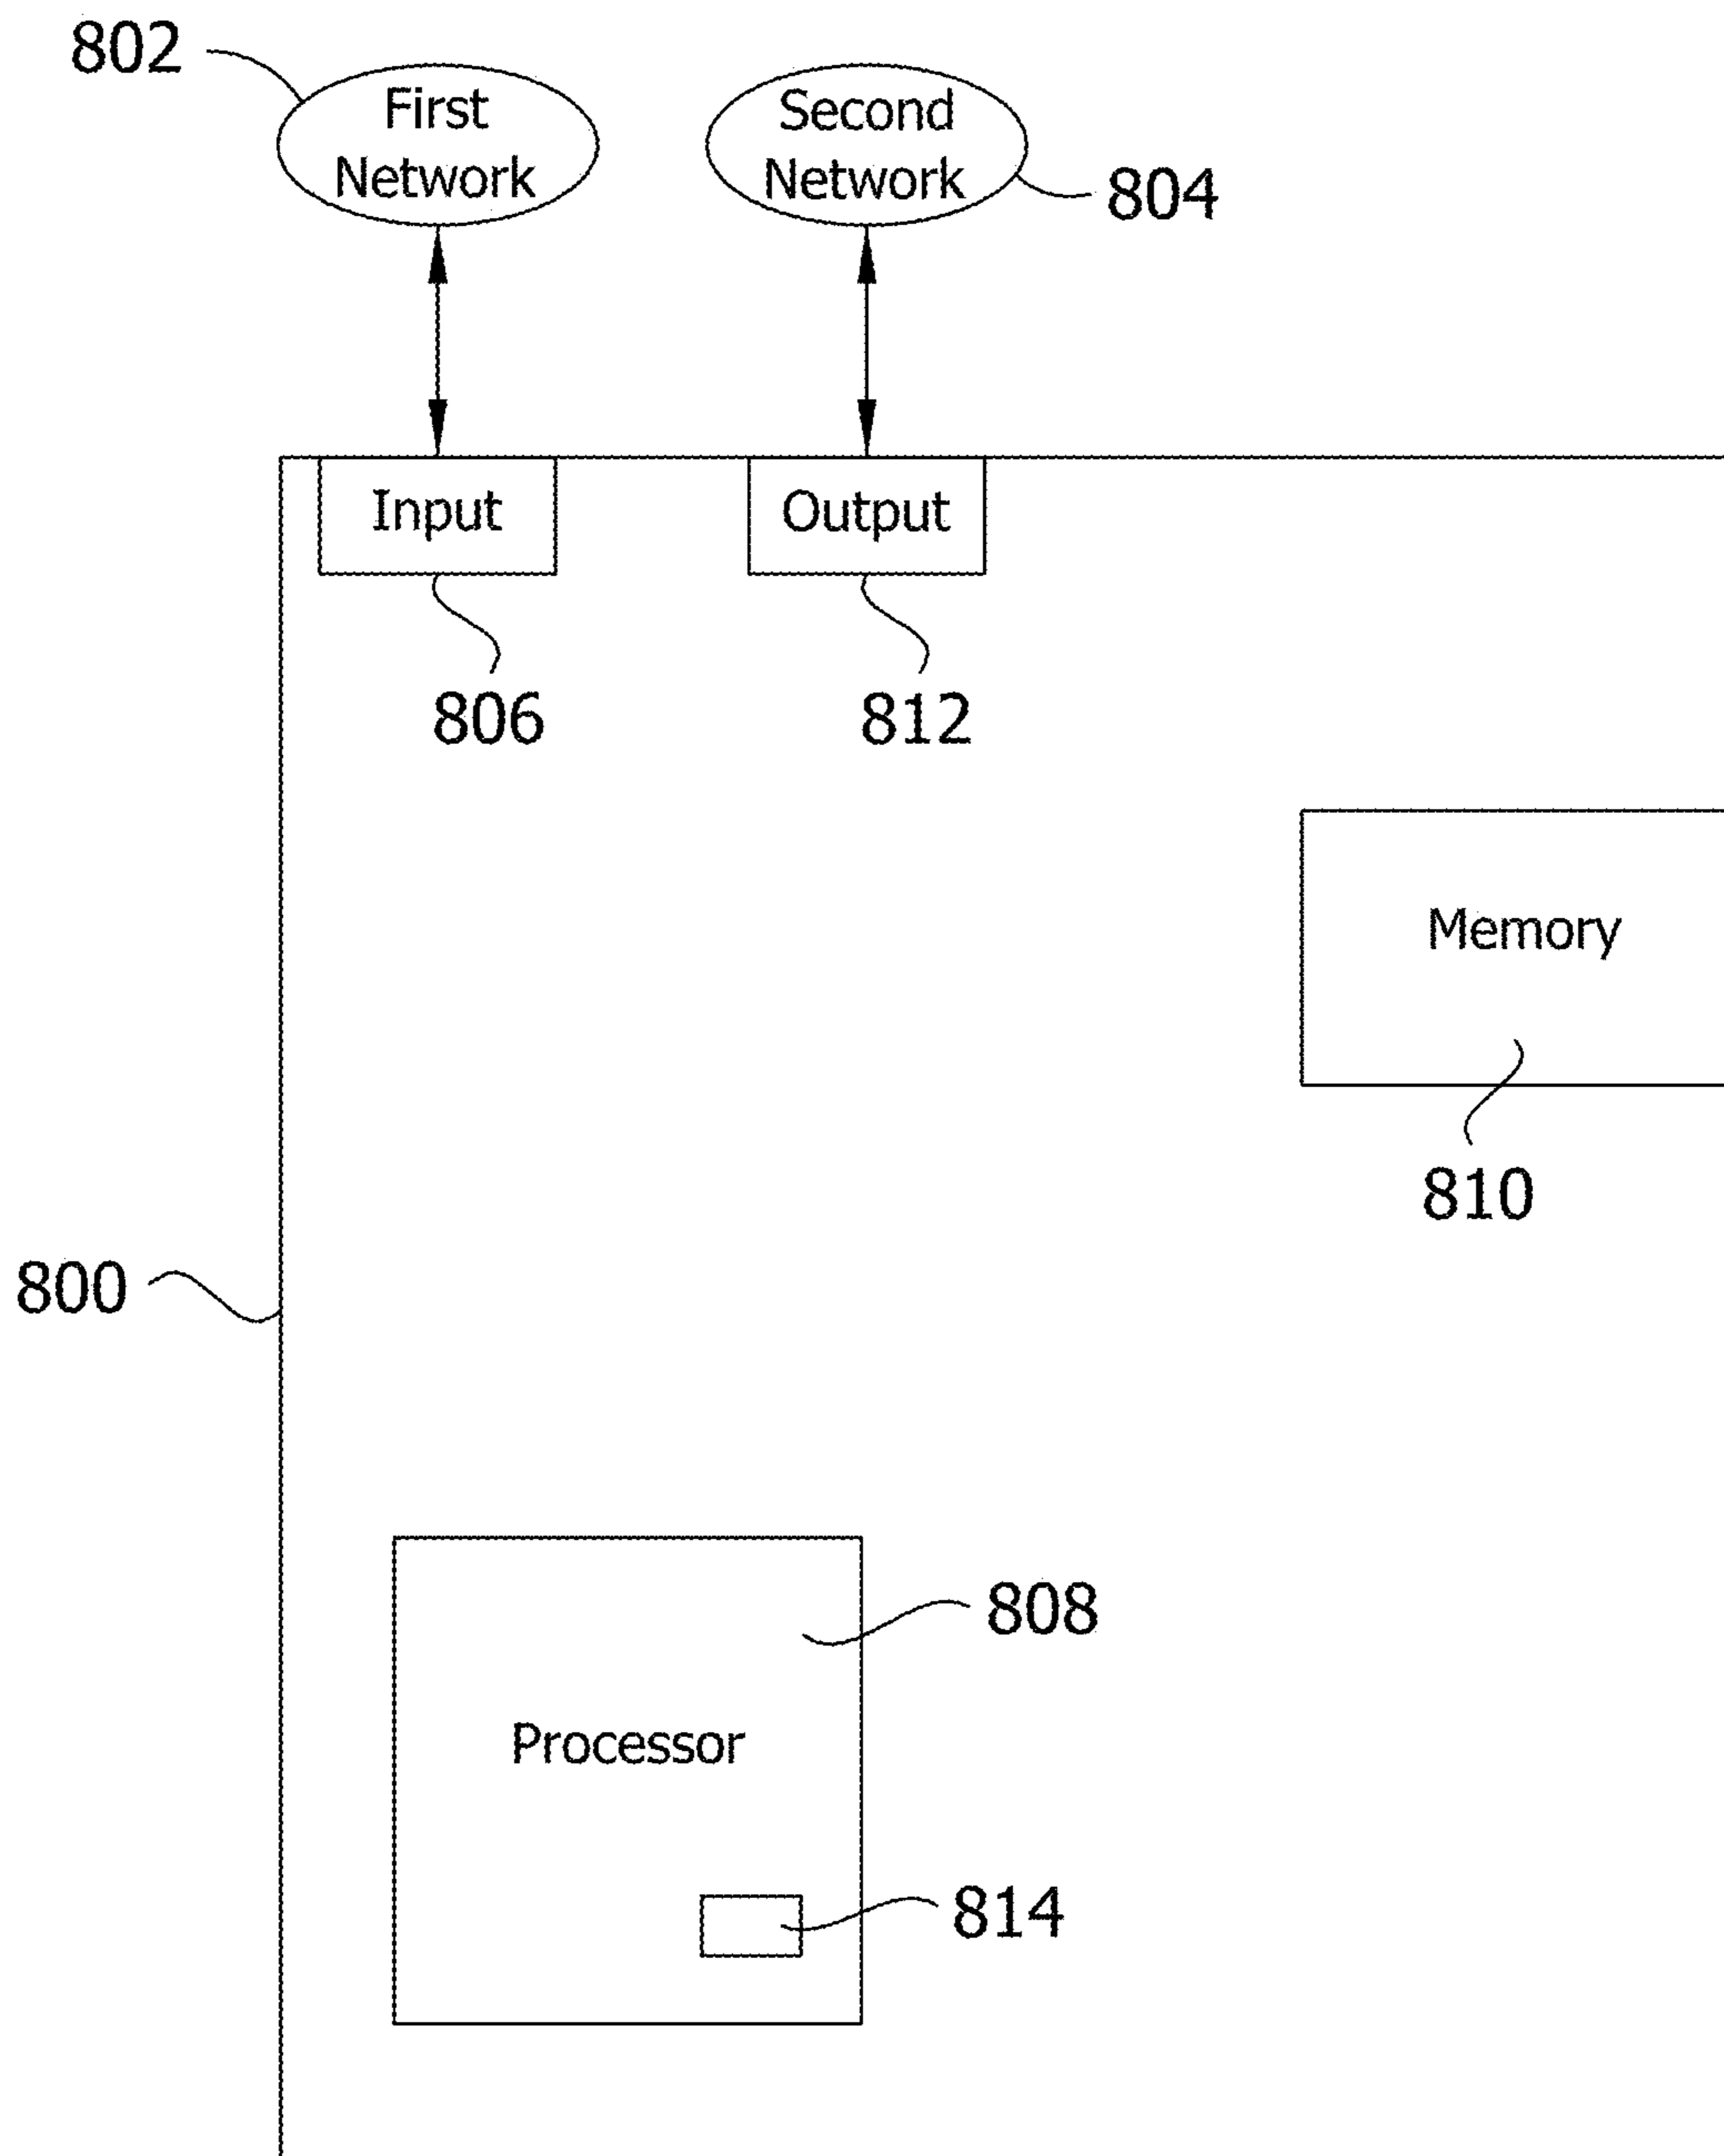 802
First
Network
Second
Network
804
Input
Output
806
812
Memory
810
800
808
Processor
814